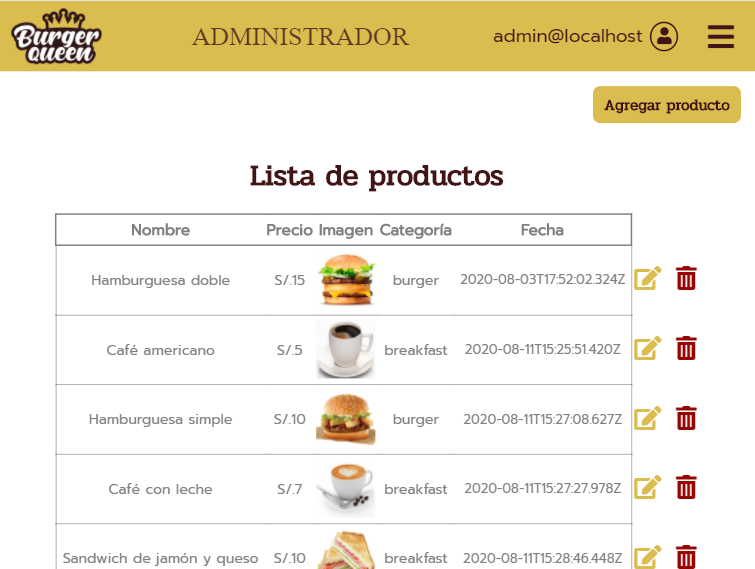 Burger
Queen
ADMINISTRADOR
admin@localhost
Agregar producto
Lista de productos
Nombre Precio Imagen Categoría Fecha
Hamburguesa doble S/.15 burger 2020-08-03T17:52:02.324Z
Café americano S/.5 breakfast 2020-08-11T15:25:51.420Z
Hamburguesa simple S/.10 burger 2020-08-11T15:27:08.627Z
Café con leche S/.7 breakfast 2020-08-11T15:27:27.978Z
Sandwich de jamón y queso S/.10 breakfast 2020-08-11T15:28:46.448Z